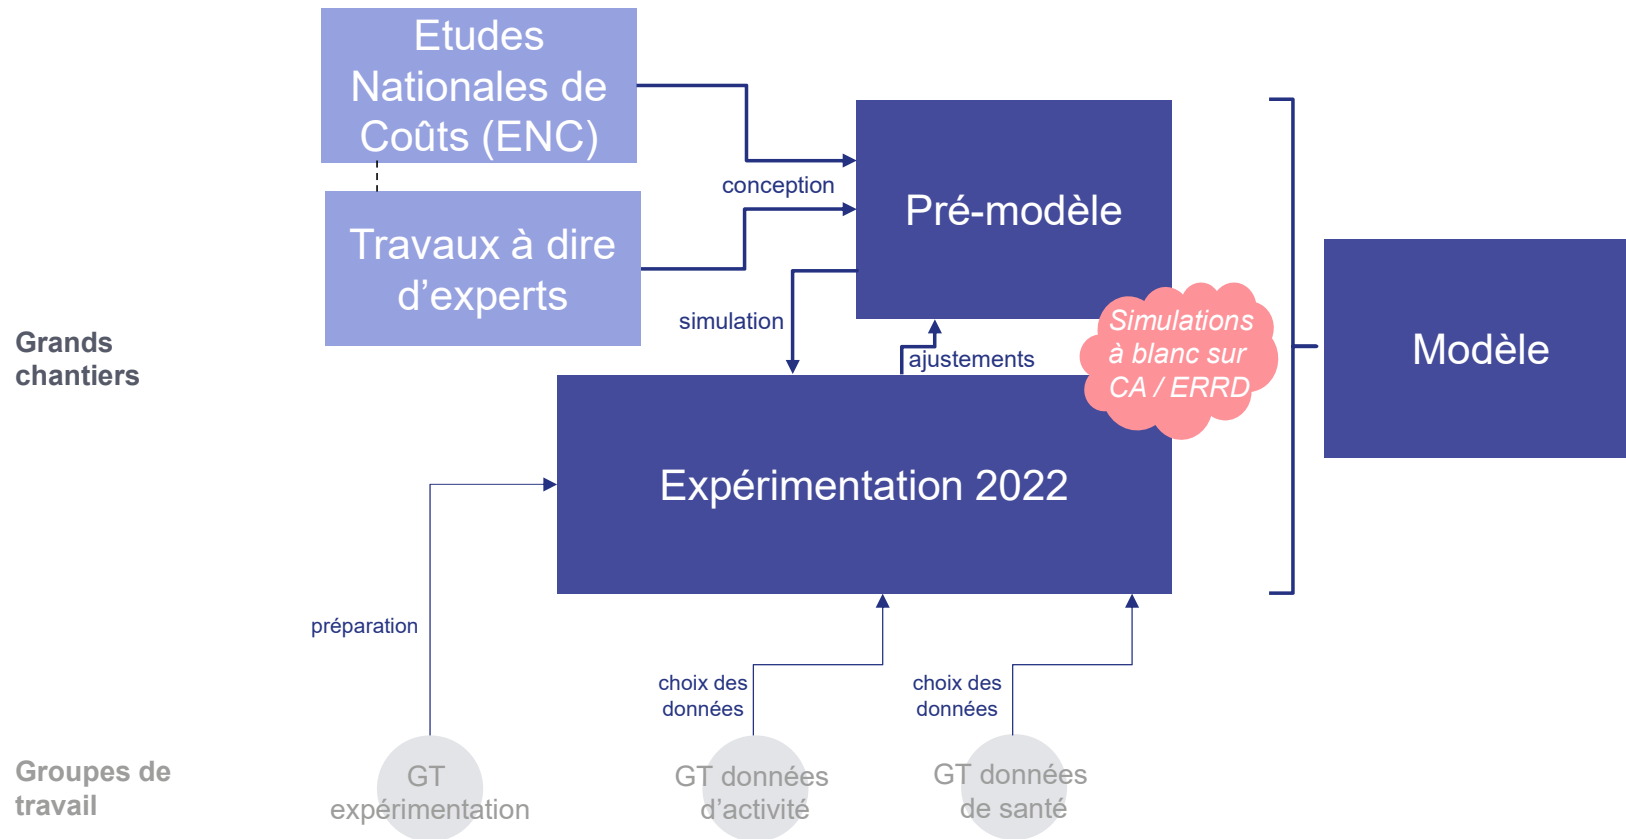 Etudes
Nationales de
Coûts (ENC)
conception
Pré-modèle
Travaux à dire
d’experts
simulation
ajustements
Simulations
à blanc sur
CA / ERRD
Modèle
Grands
chantiers
Expérimentation 2022
préparation
choix des
données
choix des
données
Groupes de
travail
GT
expérimentation
GT données
d’activité
GT données
de santé